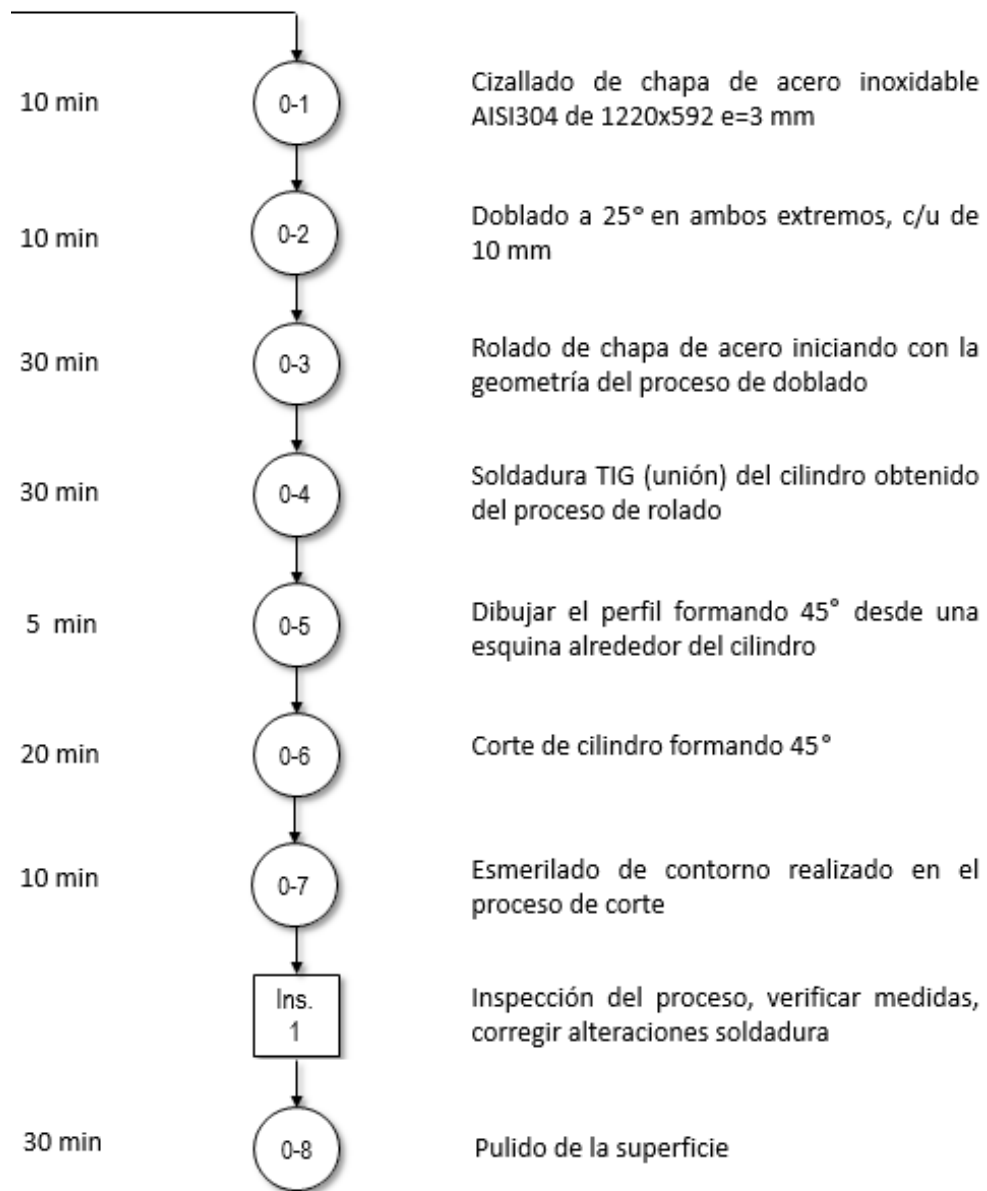 10 min
0-1
Cizallado de chapa de acero inoxidable
AISI304 de 1220x592 e=3 mm
10 min
0-2
Doblado a 25° en ambos extremos, c/u de
10 mm
30 min
0-3
Rolado de chapa de acero iniciando con la
geometría del proceso de doblado
30 min
0-4
Soldadura TIG (unión) del cilindro obtenido
del proceso de rolado
5 min
0-5
Dibujar el perfil formando 45° desde una
esquina alrededor del cilindro
20 min
0-6
Corte de cilindro formando 45°
10 min
0-7
Esmerilado de contorno realizado en el
proceso de corte
Ins.
1
Inspección del proceso, verificar medidas,
corregir alteraciones soldadura
30 min
0-8
Pulido de la superficie